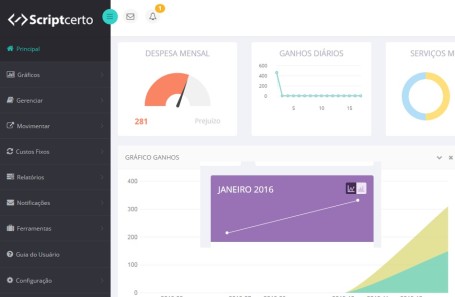 Scriptcerto
1
Principal
Gráficos
Gerenciar
Movimentar
Custos Fixos
Relatórios
Notificações
Ferramentas
Guia do Usuário
Configuração
DESPESA MENSAL
281
Prejuízo
GANHOS DIÁRIOS
600
400
200
0
5 10 15
SERVIÇOS M
GRÁFICO GANHOS
400
300
200
100
0
JANEIRO 2016